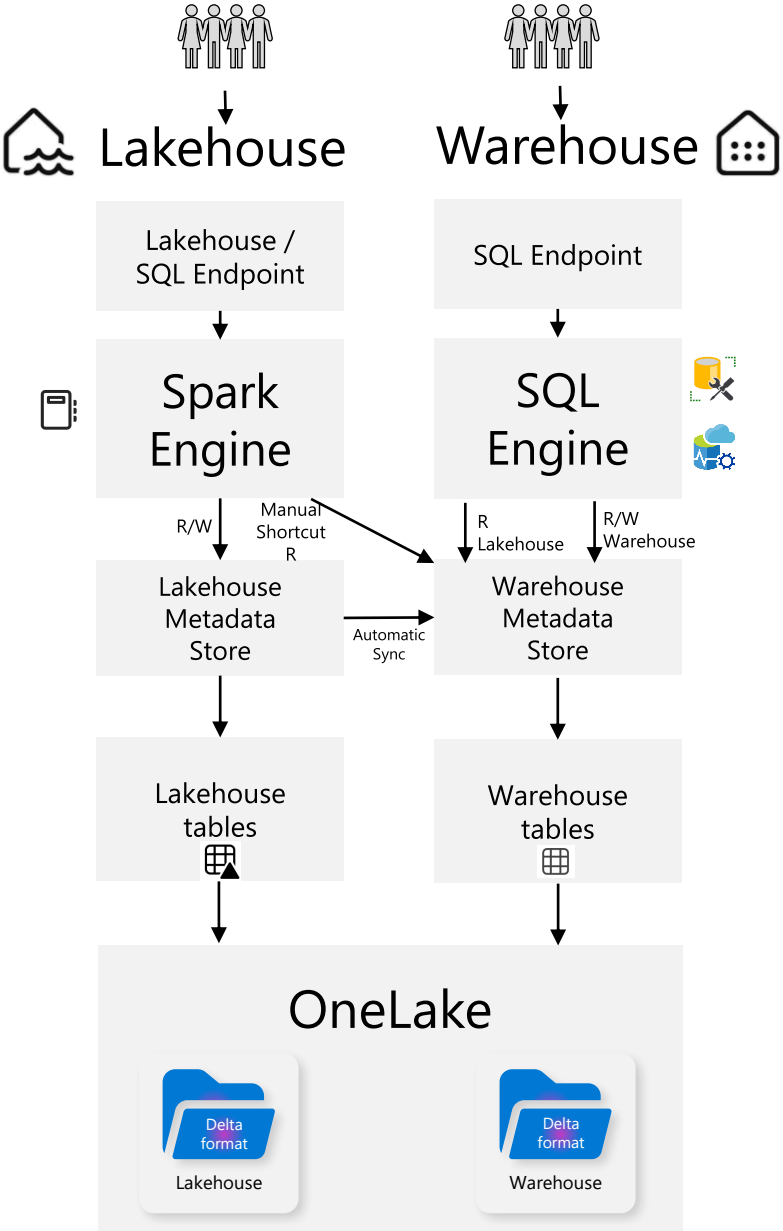 Lakehouse
Warehouse
Lakehouse /
SQL Endpoint
SQL Endpoint
Spark
Engine
SQL
Engine
R/W
Manual
Shortcut
R
R
Lakehouse
R/W
Warehouse
Lakehouse
Metadata
Store
Automatic
Sync
Warehouse
Metadata
Store
Lakehouse
tables
Warehouse
tables
OneLake
Delta
format
Lakehouse
Delta
format
Warehouse